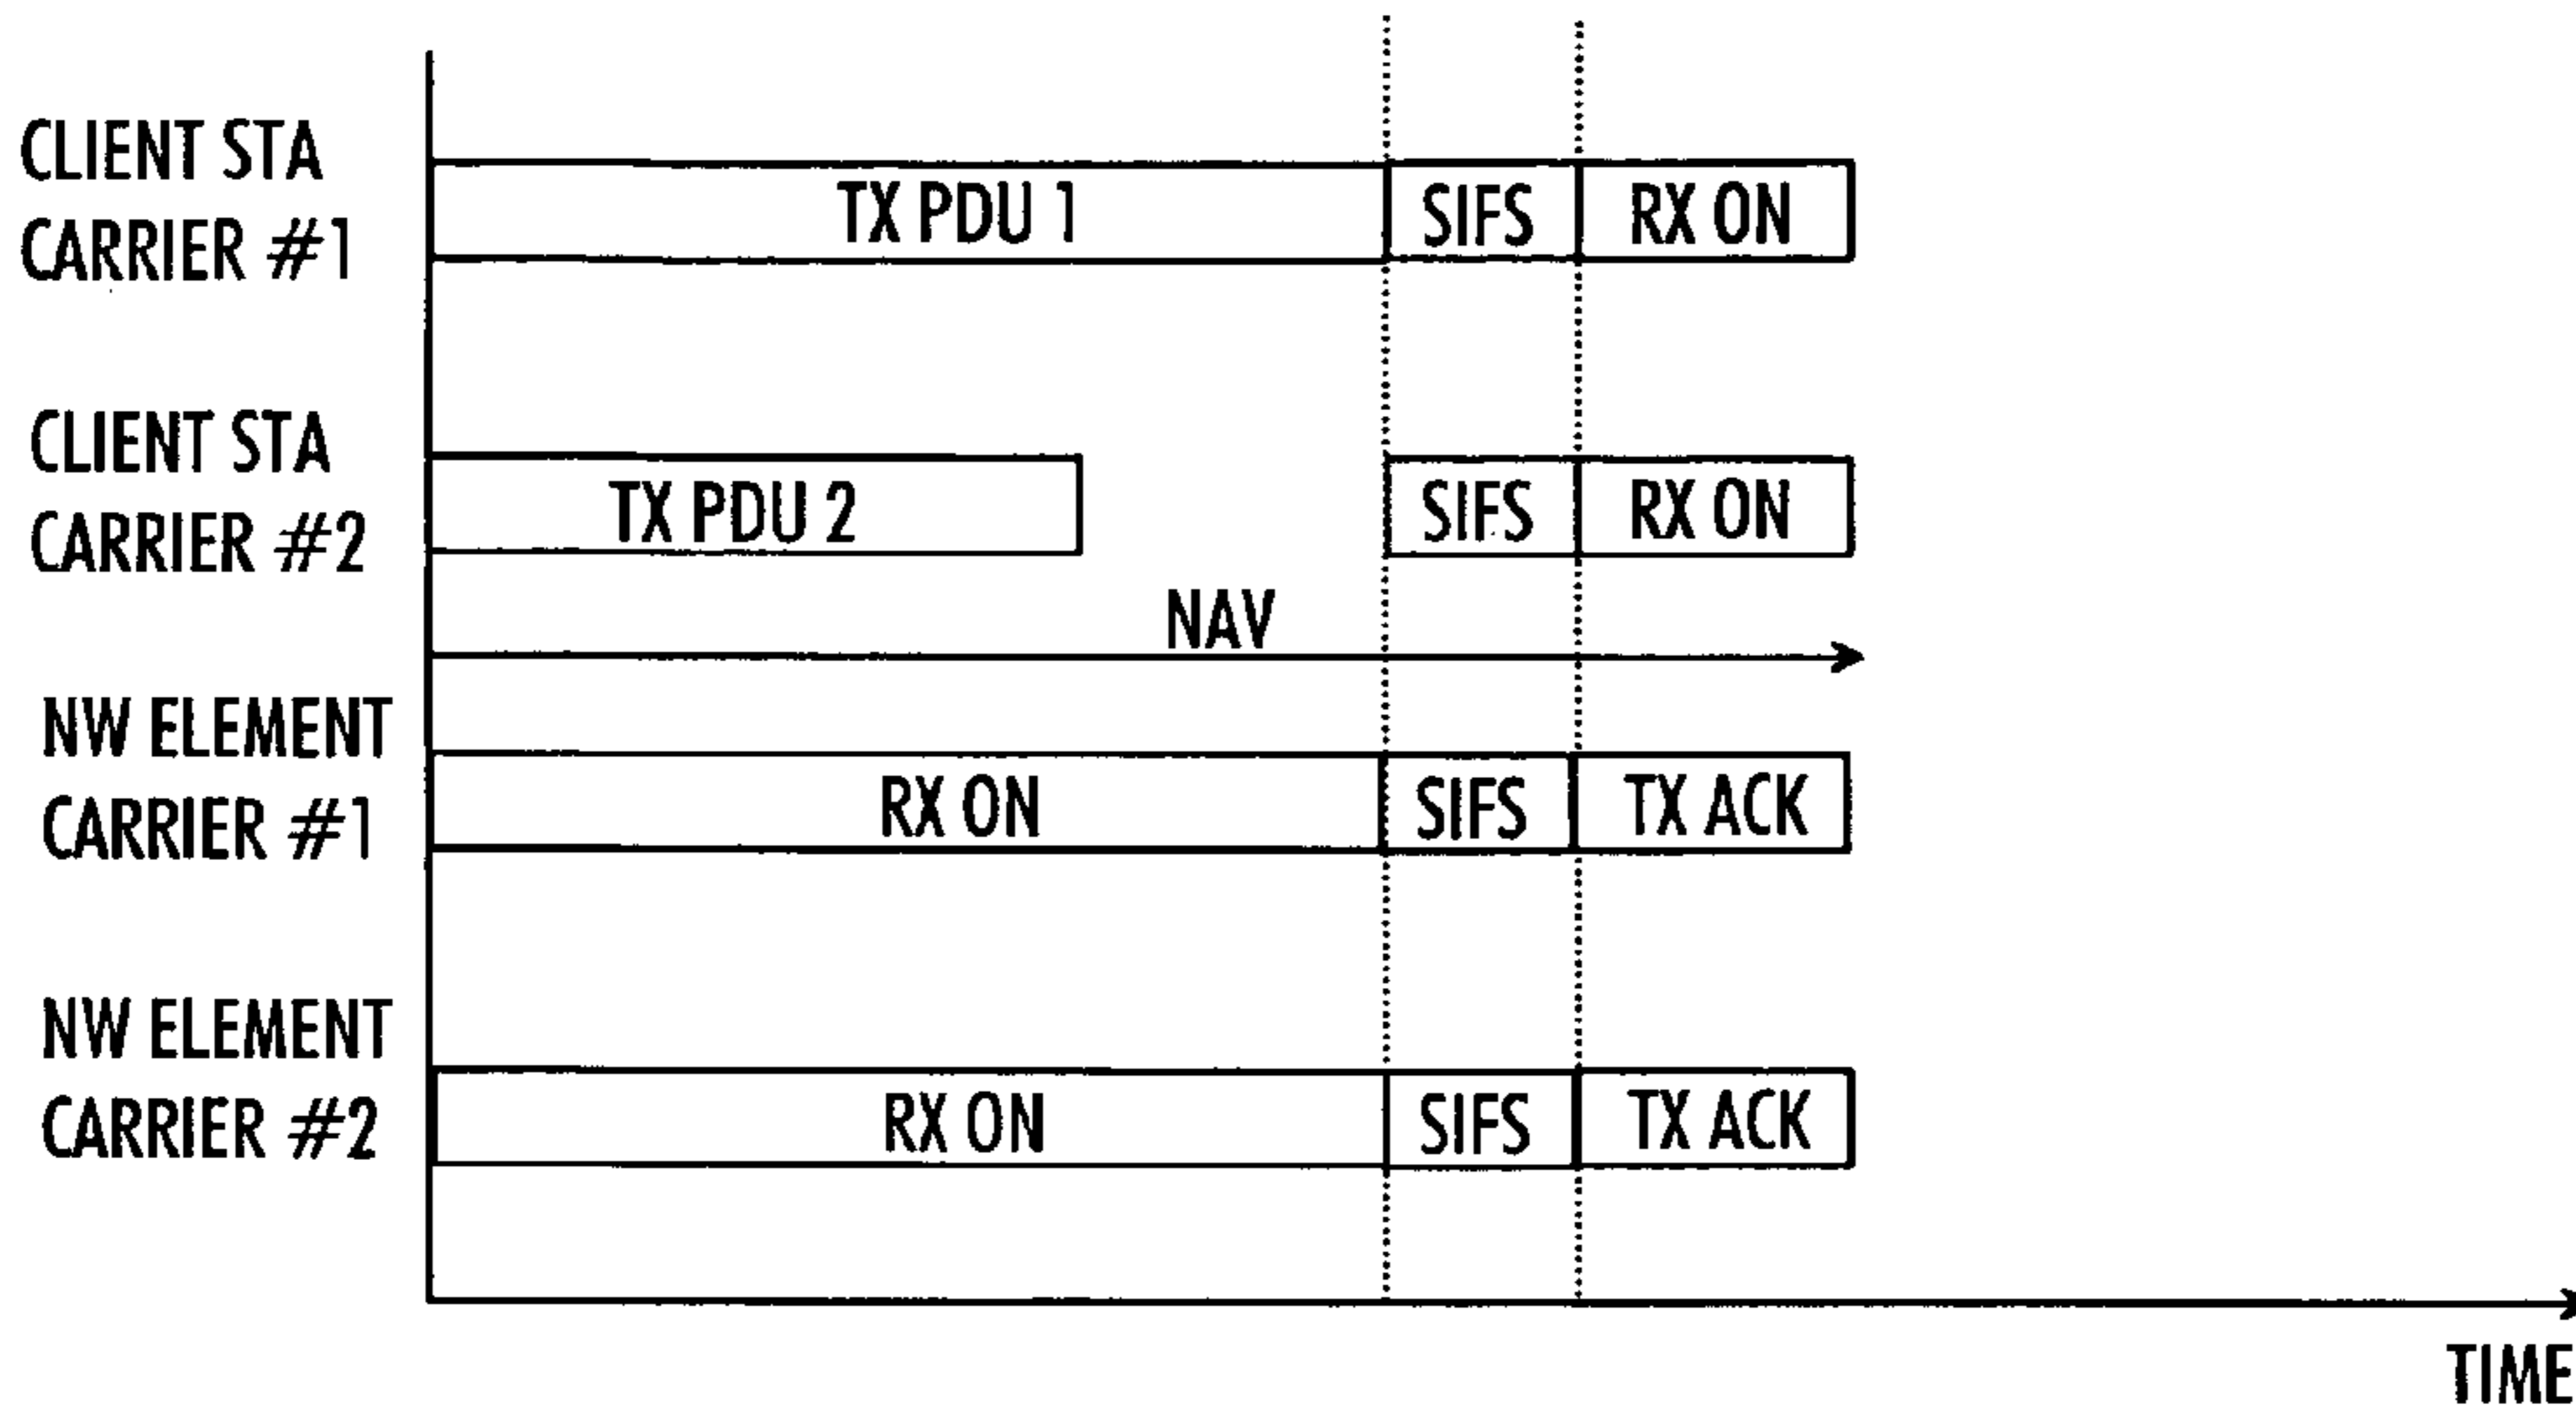 CLIENT STA
CARRIER #1
TX PDU 1
SIFS
RX ON
CLIENT STA
CARRIER #2
TX PDU 2
SIFS
RX ON
NAV
NW ELEMENT
CARRIER #1
RX ON
SIFS
TX ACK
NW ELEMENT
CARRIER #2
RX ON
SIFS
TX ACK
TIME